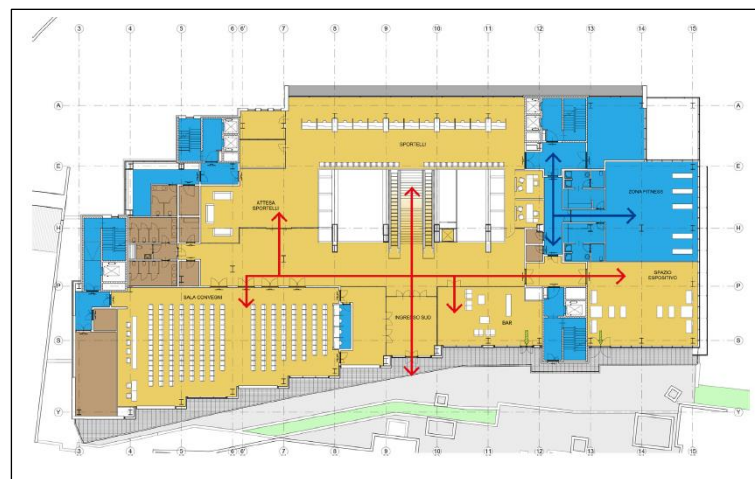 3 4 5 6 6' 7 8 9 10 11 12 13 14 15
A A
SPORTELLI
E E
ATTESA
SPORTELLI
ZONA FITNESS
H H
SPAZIO
ESPOSITIVO
P P
SALA CONVEGNI
INGRESSO SUD
BAR
S S
Y Y
3 4 5 6 6' 7 8 9 10 11 12 13 14 15